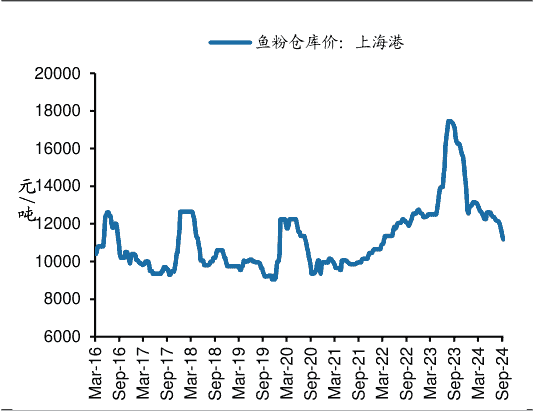 鱼粉仓库价：上海港
元/吨
20000
18000
16000
14000
12000
10000
8000
6000
Mar-16
Sep-16
Mar-17
Sep-17
Mar-18
Sep-18
Mar-19
Sep-19
Mar-20
Sep-20
Mar-21
Sep-21
Mar-22
Sep-22
Mar-23
Sep-23
Mar-24
Sep-24